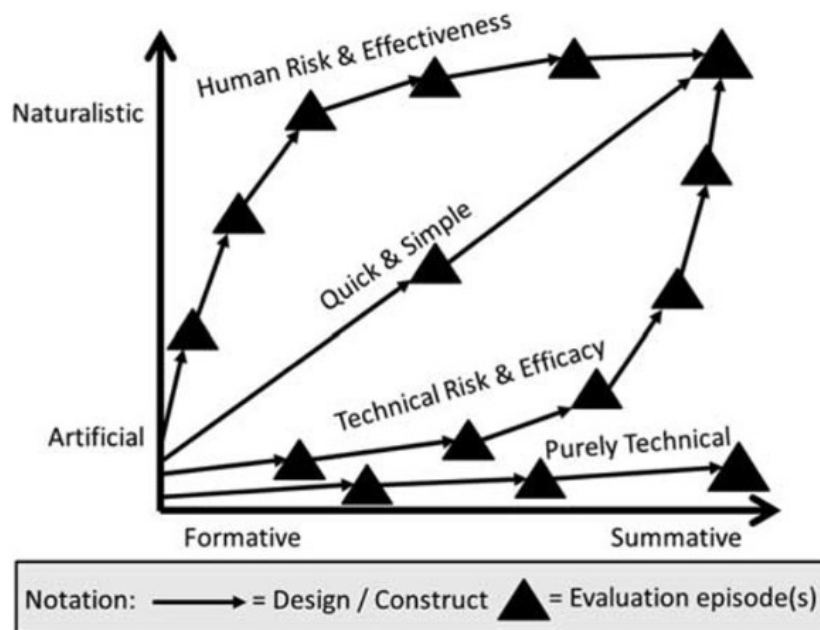 Human Risk & Effectiveness
Naturalistic
Quick & Simple
Technical Risk & Efficacy
Artificial
Purely Technical
Formative
Summative
Notation:
= Design / Construct
= Evaluation episode(s)